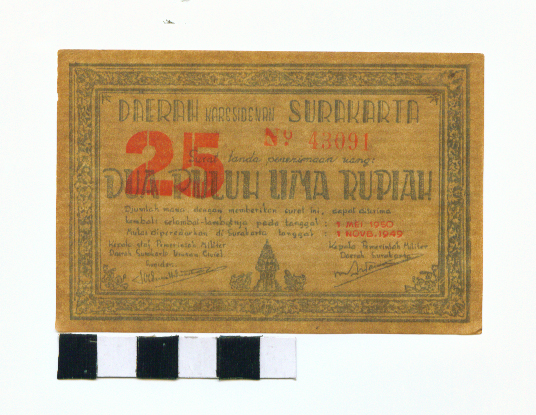 DAERAH KARESIDENAN SURAKARTA
25 Nº 43091
Surat tanda penerimaan uang:
DUA PULUH LIMA RUPIAH
Djumlah mana, dengan memberikan surat ini, dapat diterima
kembali selambat-lambatnja pada tanggal : 1 MEI 1950
Mulai diperedarkan di Surakarta tanggal : 1 NOVB. 1949
Kepala Pemerintah Militer Kepala Pemerintah Militer
Daerah Surakarta Daerah Surakarta